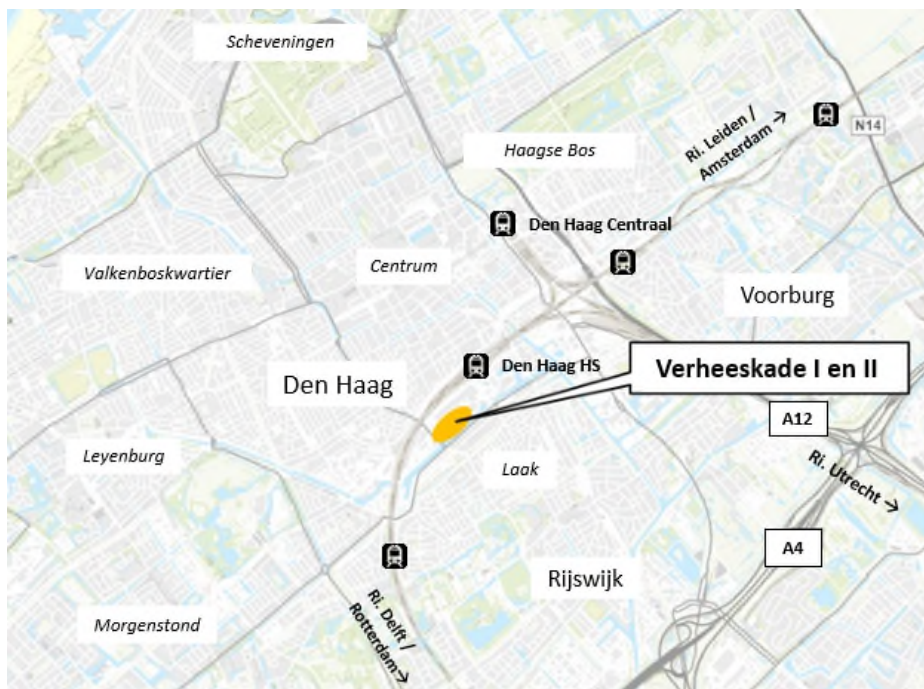 Scheveningen
Ri. Leiden /
Amsterdam →
N14
Haagse Bos
Den Haag Centraal
Centrum
Valkenboskwartier
Voorburg
Den Haag HS
Verheeskade I en II
Den Haag
A12
Leyenburg
Laak
Ri. Utrecht →
A4
Rijswijk
Ri. Delft /
Rotterdam →
Morgenstond